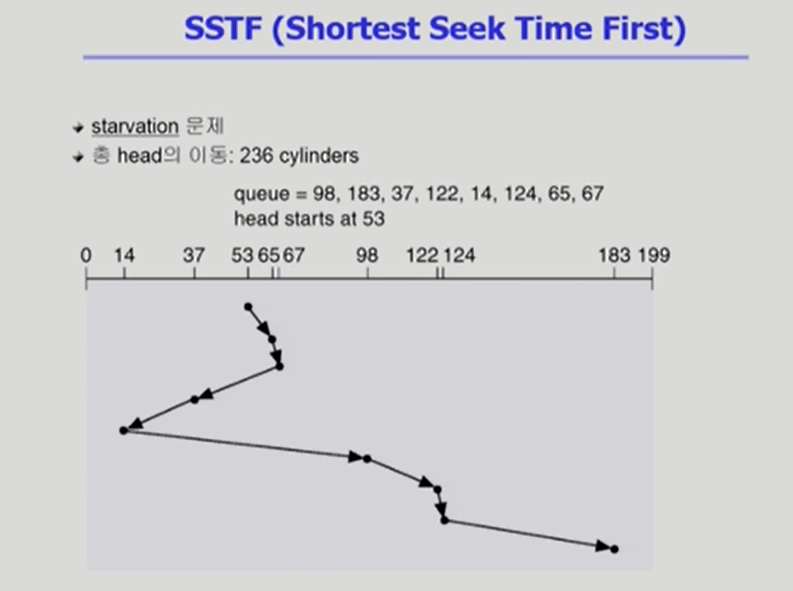 SSTF (Shortest Seek Time First)
starvation 문제
총 head의 이동: 236 cylinders
queue = 98, 183, 37, 122, 14, 124, 65, 67
head starts at 53
0 14 37 53 65 67 98 122 124 183 199